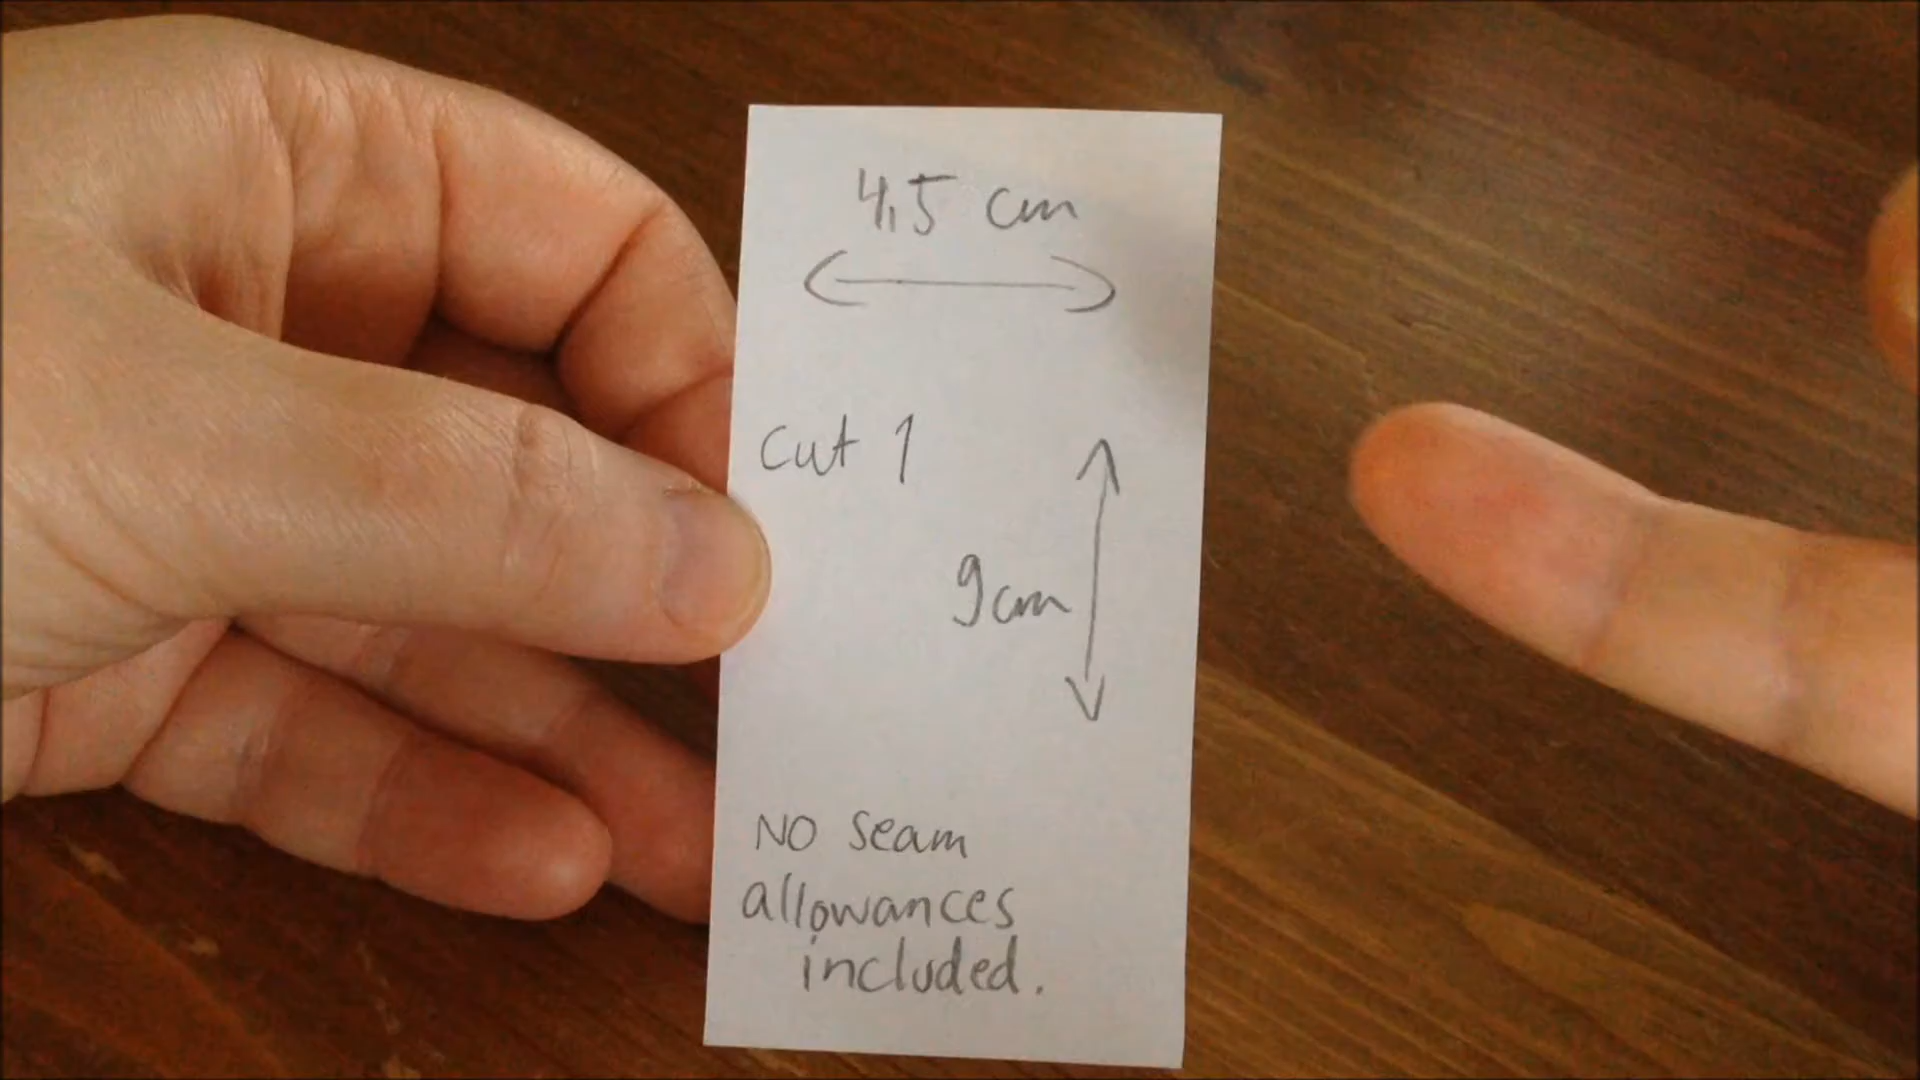 4,5 cm
cut 1
9cm
NO seam
allowances
included.